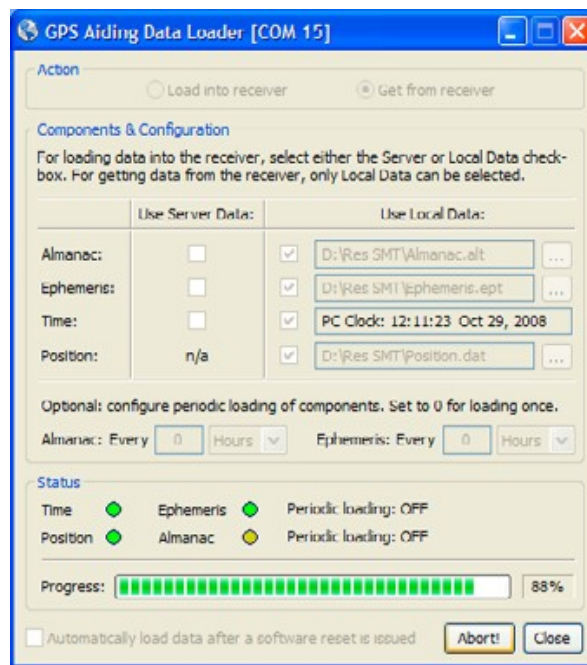 GPS Aiding Data Loader [COM 15]
Action
Load into receiver Get from receiver
Components & Configuration
For loading data into the receiver, select either the Server or Local Data check-
box. For getting data from the receiver, only Local Data can be selected.
Use Server Data: Use Local Data:
Almanac: D:\Res SMT\Almanac.alt ...
Ephemeris: D:\Res SMT\Ephemeris.ept ...
Time: PC Clock: 12:11:23 Oct 29, 2008
Position: n/a D:\Res SMT\Position.dat ...
Optional: configure periodic loading of components. Set to 0 for loading once.
Almanac: Every 0 Hours Ephemeris: Every 0 Hours
Status
Time Ephemeris Periodic loading: OFF
Position Almanac Periodic loading: OFF
Progress: 88%
Automatically load data after a software reset is issued Abort! Close